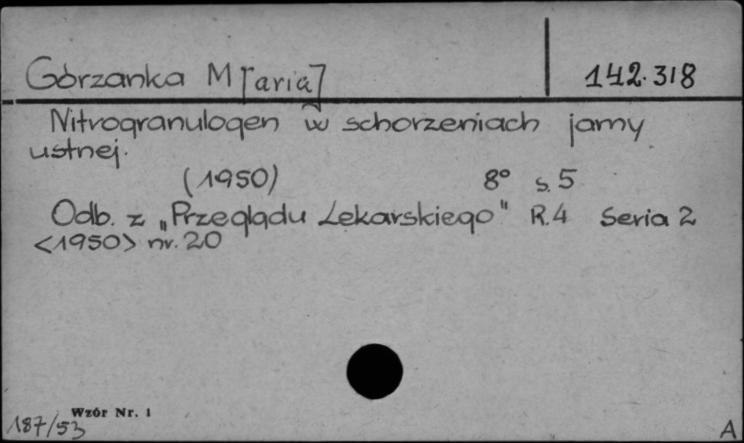 Górzanka M[aria]
142.318
Nitrogranulogen w schorzeniach jamy
ustnej.
(1950) 8° s. 5
Odb. z „Przeglądu Lekarskiego" R.4 Seria 2
<1950> nr. 20
Wzór Nr. 1
187/53
A